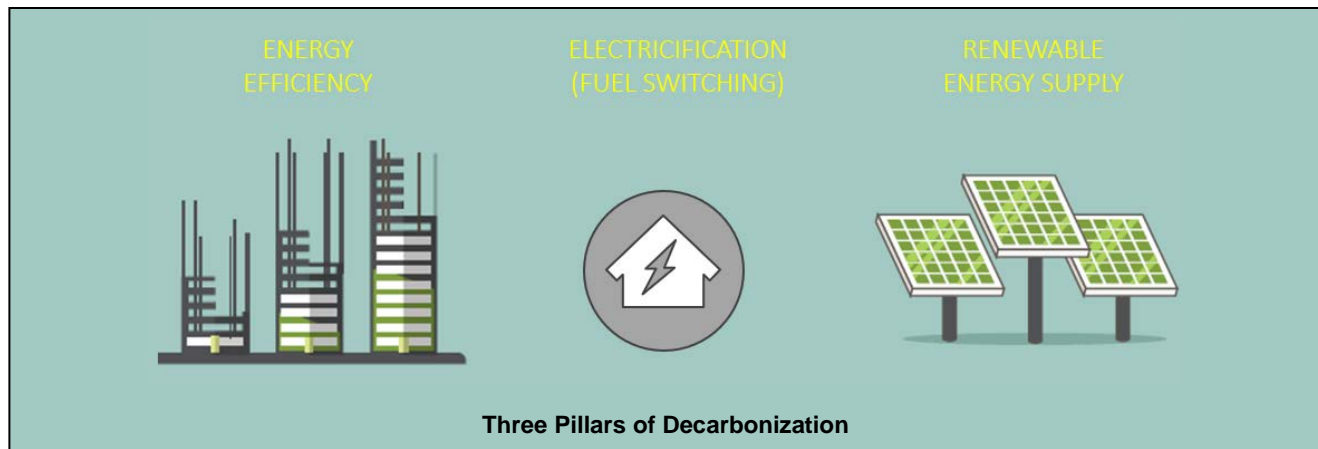 ENERGY
EFFICIENCY
ELECTRICIFICATION
(FUEL SWITCHING)
RENEWABLE
ENERGY SUPPLY
Three Pillars of Decarbonization